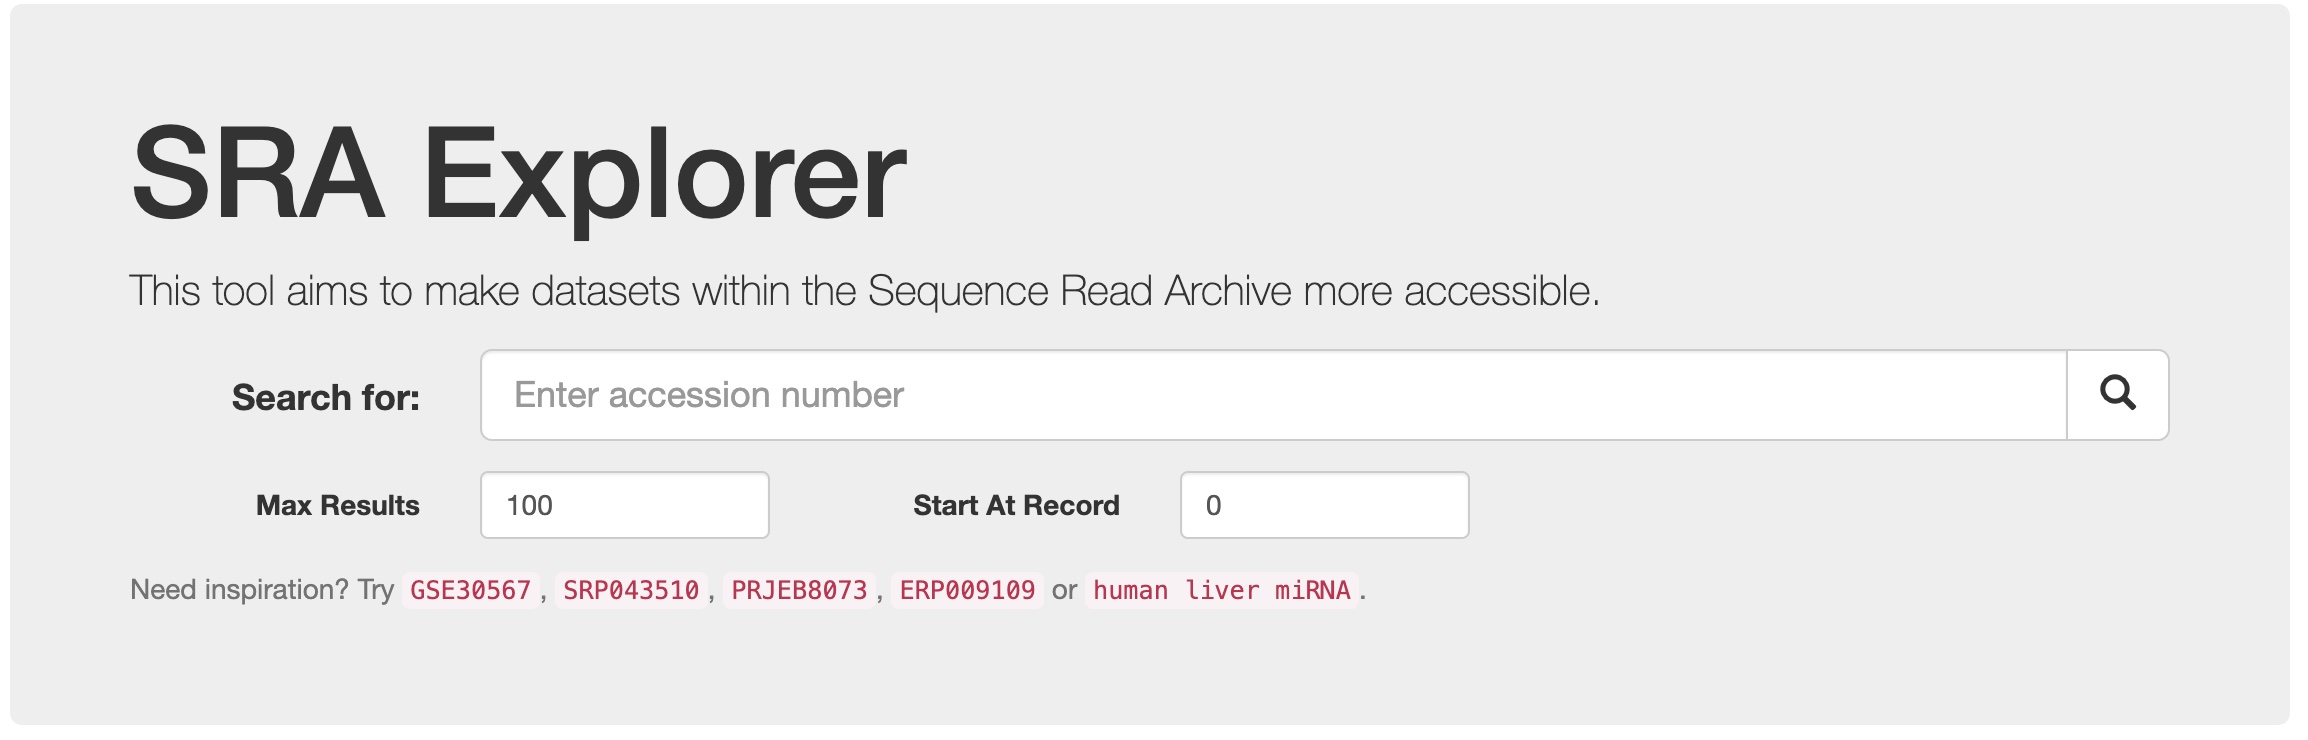 SRA Explorer
This tool aims to make datasets within the Sequence Read Archive more accessible.
Search for: Enter accession number
Max Results 100 Start At Record 0
Need inspiration? Try GSE30567, SRP043510, PRJEB8073, ERP009109 or human liver miRNA.